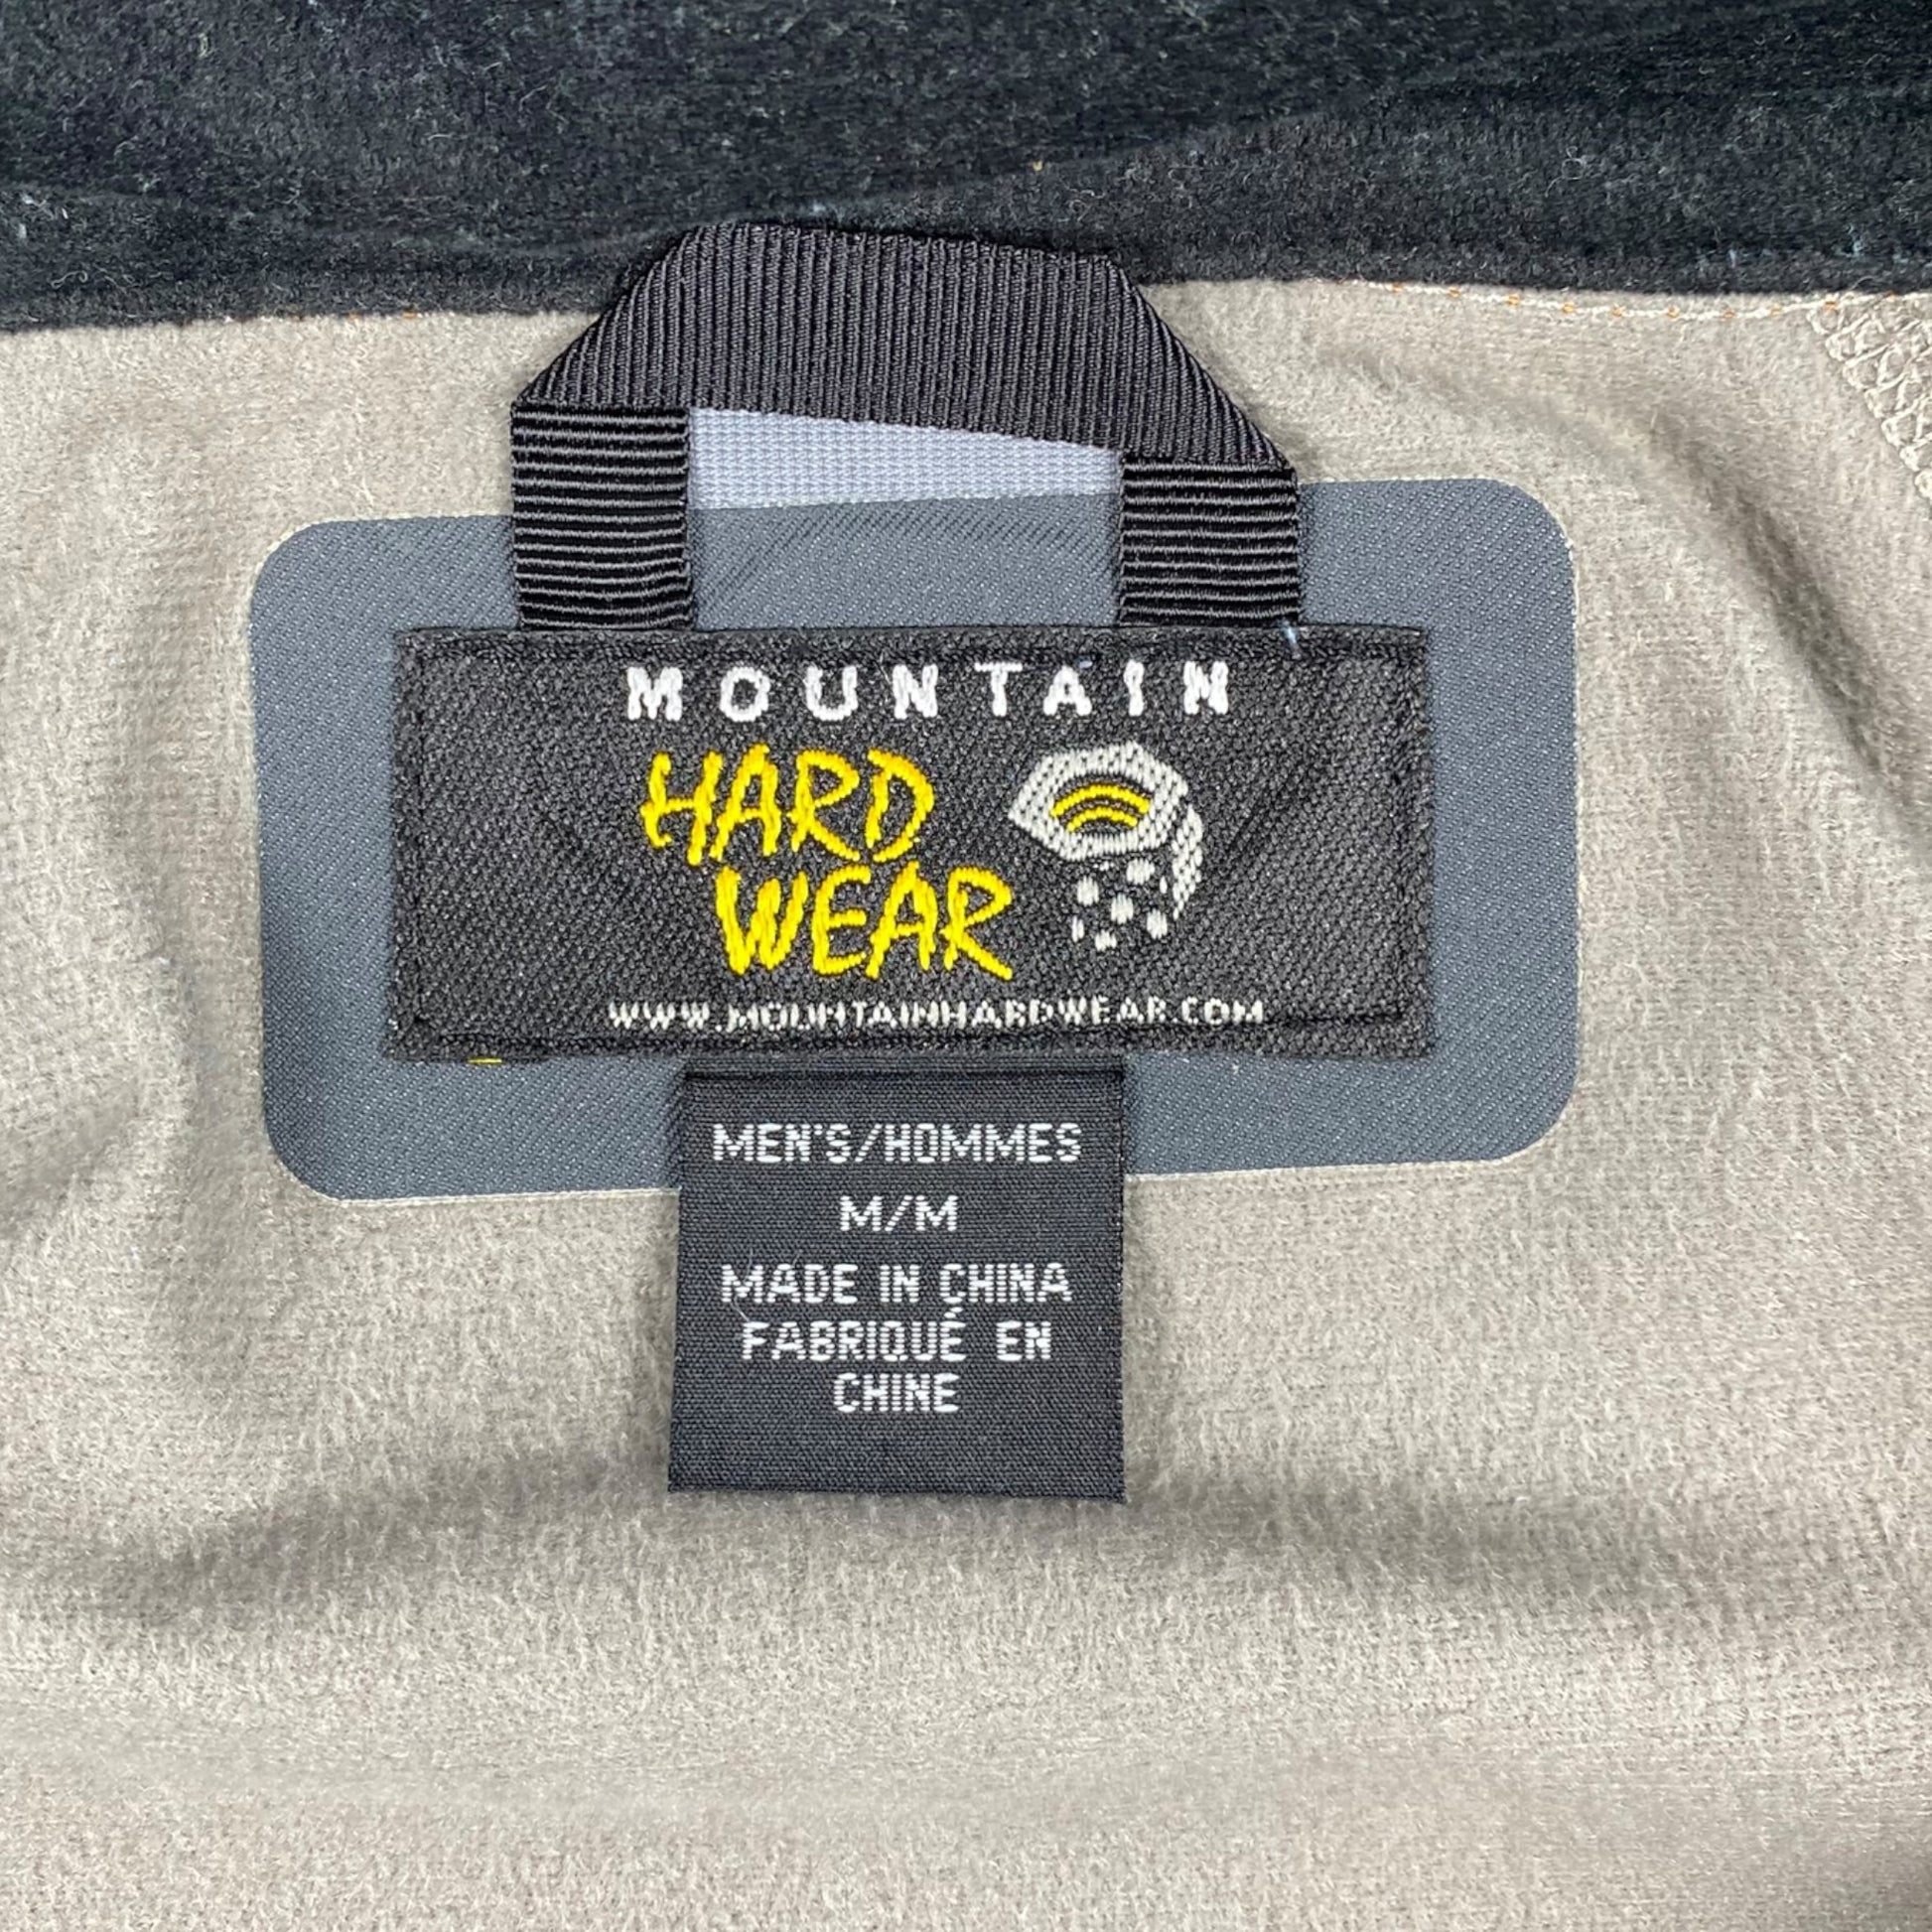 MOUNTAIN
HARD
WEAR
WWW.MOUNTAINHARDWEAR.COM
MEN'S/HOMMES
M/M
MADE IN CHINA
FABRIQUÉ EN
CHINE